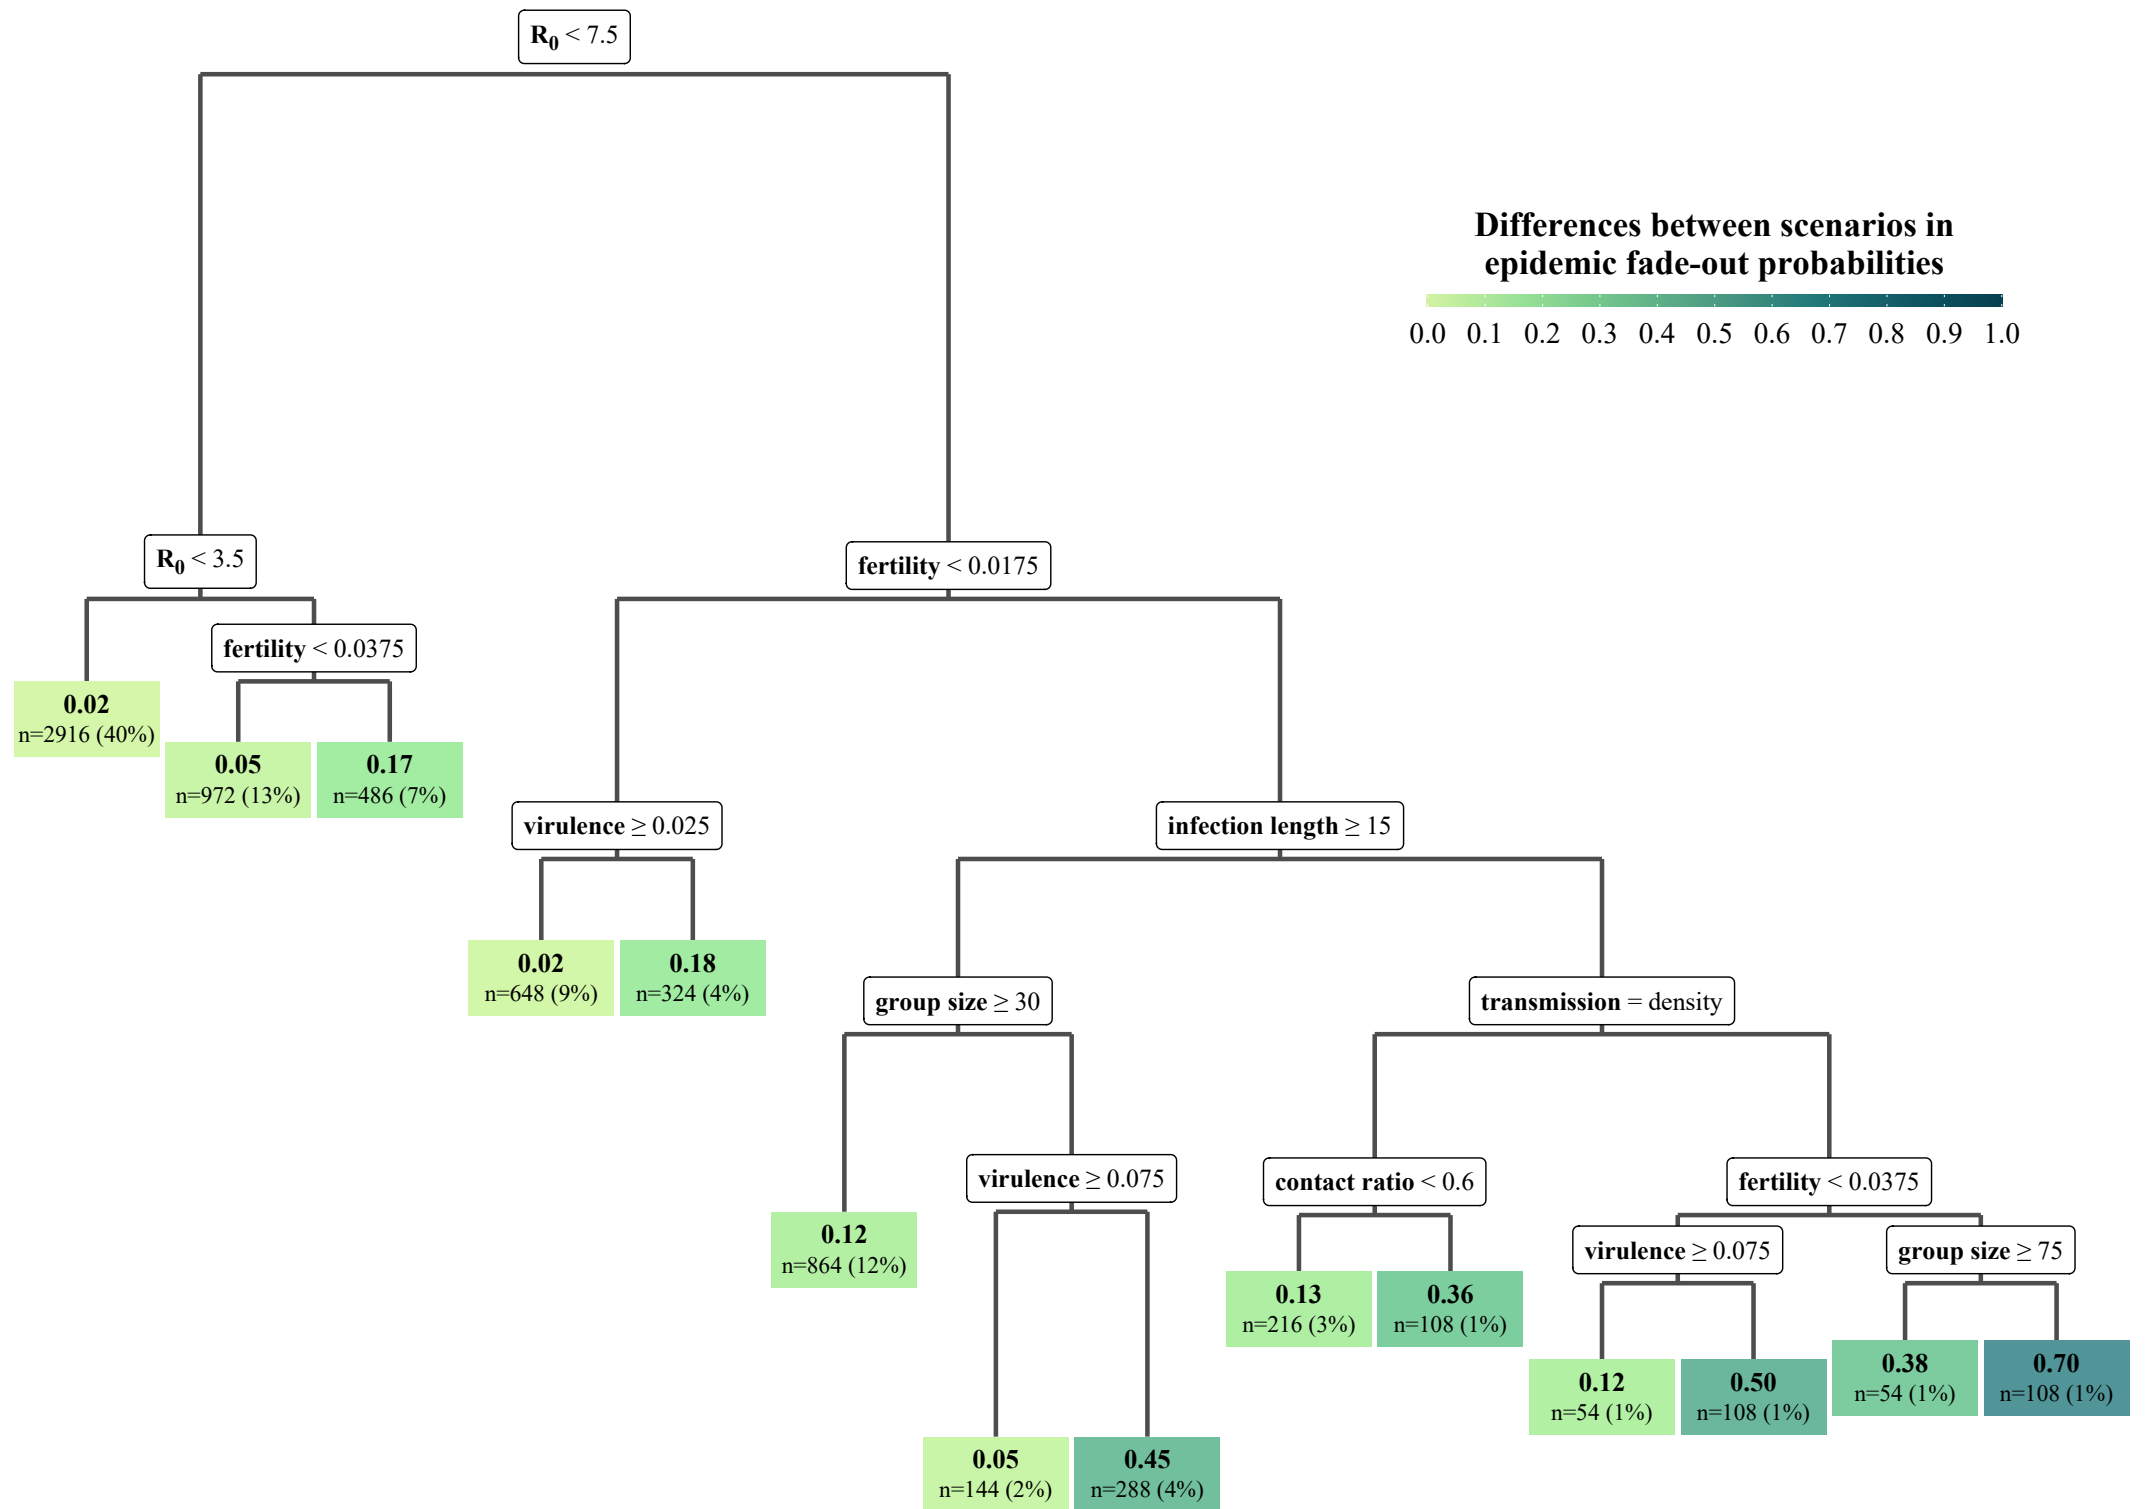 R₀ < 7.5
Differences between scenarios in
epidemic fade-out probabilities
0.0 0.1 0.2 0.3 0.4 0.5 0.6 0.7 0.8 0.9 1.0
R₀ < 3.5
fertility < 0.0175
fertility < 0.0375
0.02
n=2916 (40%)
0.05
n=972 (13%)
0.17
n=486 (7%)
virulence ≥ 0.025
infection length ≥ 15
0.02
n=648 (9%)
0.18
n=324 (4%)
group size ≥ 30
transmission = density
virulence ≥ 0.075
contact ratio < 0.6
fertility < 0.0375
0.12
n=864 (12%)
virulence ≥ 0.075
group size ≥ 75
0.13
n=216 (3%)
0.36
n=108 (1%)
0.12
n=54 (1%)
0.50
n=108 (1%)
0.38
n=54 (1%)
0.70
n=108 (1%)
0.05
n=144 (2%)
0.45
n=288 (4%)